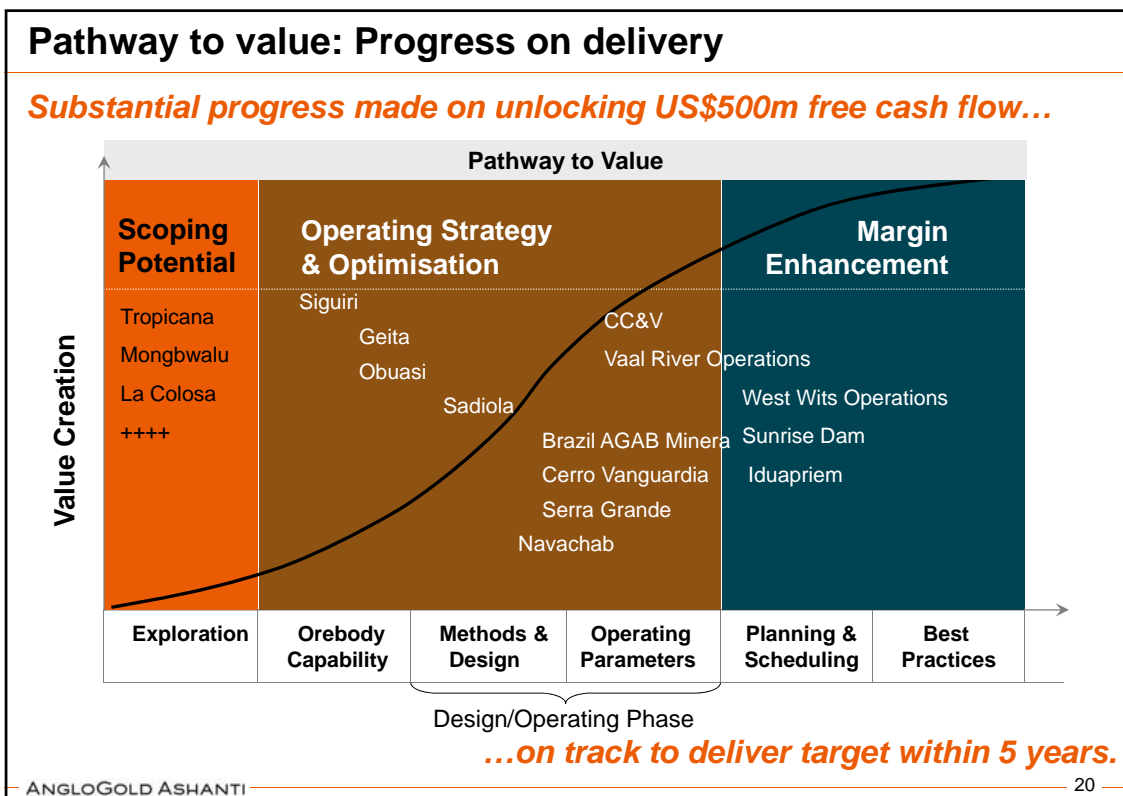 Pathway to value: Progress on delivery
Substantial progress made on unlocking US$500m free cash flow…
Pathway to Value
Scoping
Potential
Operating Strategy
& Optimisation
Margin
Enhancement
Value Creation
Tropicana
Mongbwalu
La Colosa
++++
Siguiri
Geita
Obuasi
Sadiola
CC&V
Vaal River Operations
Brazil AGAB Minera
Cerro Vanguardia
Serra Grande
Navachab
West Wits Operations
Sunrise Dam
Iduapriem
Exploration
Orebody
Capability
Methods &
Design
Operating
Parameters
Planning &
Scheduling
Best
Practices
Design/Operating Phase
…on track to deliver target within 5 years.
ANGLOGOLD ASHANTI
20